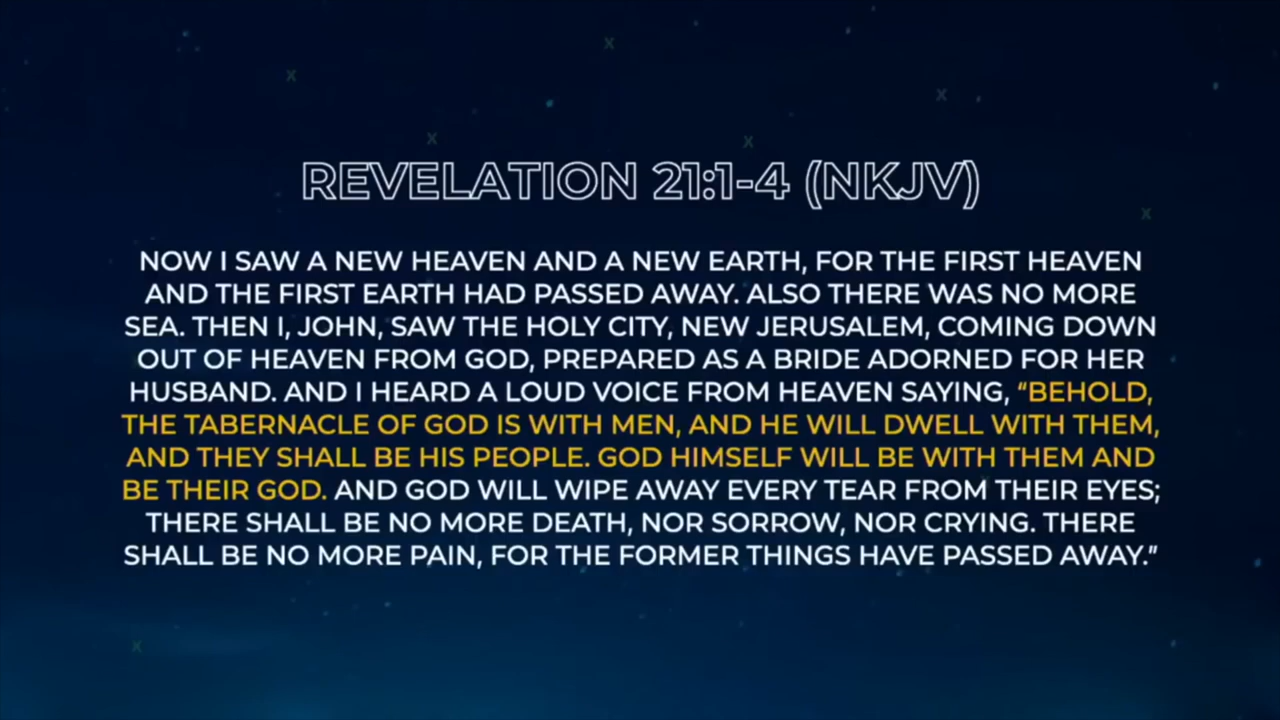 REVELATION 21:1-4 (NKJV)
NOW I SAW A NEW HEAVEN AND A NEW EARTH, FOR THE FIRST HEAVEN
AND THE FIRST EARTH HAD PASSED AWAY. ALSO THERE WAS NO MORE
SEA. THEN I, JOHN, SAW THE HOLY CITY, NEW JERUSALEM, COMING DOWN
OUT OF HEAVEN FROM GOD, PREPARED AS A BRIDE ADORNED FOR HER
HUSBAND. AND I HEARD A LOUD VOICE FROM HEAVEN SAYING, “BEHOLD,
THE TABERNACLE OF GOD IS WITH MEN, AND HE WILL DWELL WITH THEM,
AND THEY SHALL BE HIS PEOPLE. GOD HIMSELF WILL BE WITH THEM AND
BE THEIR GOD. AND GOD WILL WIPE AWAY EVERY TEAR FROM THEIR EYES;
THERE SHALL BE NO MORE DEATH, NOR SORROW, NOR CRYING. THERE
SHALL BE NO MORE PAIN, FOR THE FORMER THINGS HAVE PASSED AWAY.”